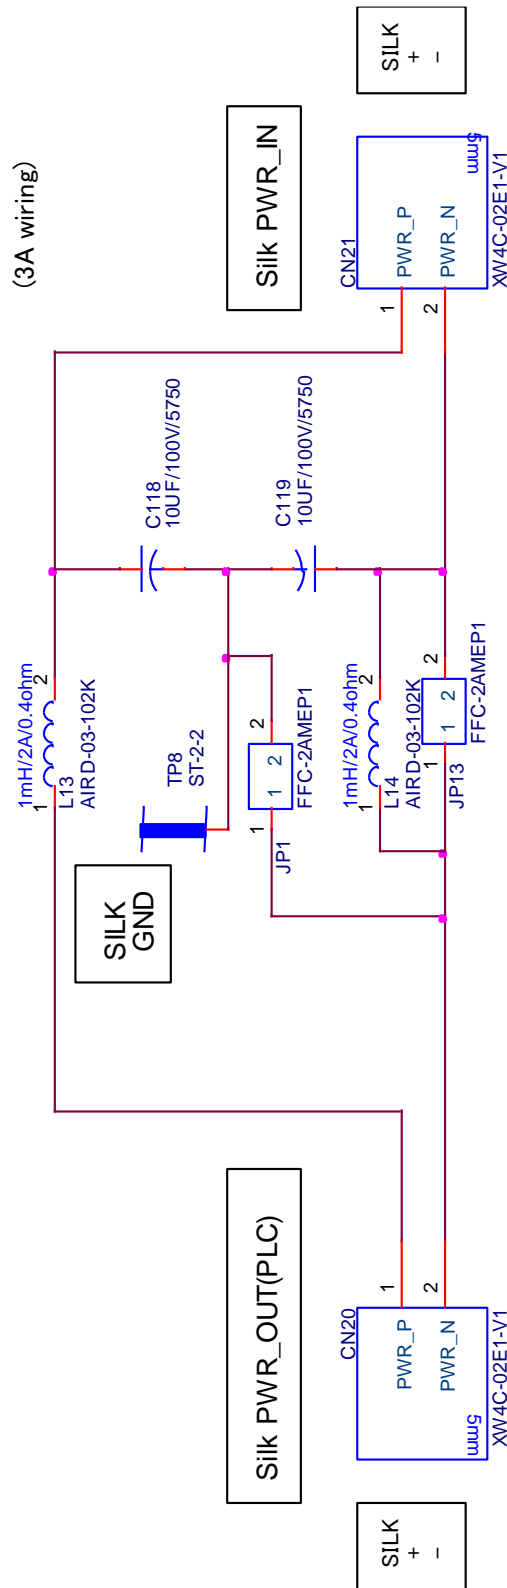 (3A wiring)
1mH/2A/0.4ohm
1
2
L13
AIRD-03-102K
SILK
GND
TP8
ST-2-2
C118
10UF/100V/5750
Silk PWR_OUT(PLC)
Silk PWR_IN
1
2
1 2
JP1
FFC-2AMEP1
C119
10UF/100V/5750
1mH/2A/0.4ohm
1
2
L14
AIRD-03-102K
1
2
1 2
JP13
FFC-2AMEP1
SILK
+
-
CN20
PWR_P
PWR_N
1
2
5mm
XW4C-02E1-V1
CN21
1
2
PWR_P
PWR_N
5mm
XW4C-02E1-V1
SILK
+
-